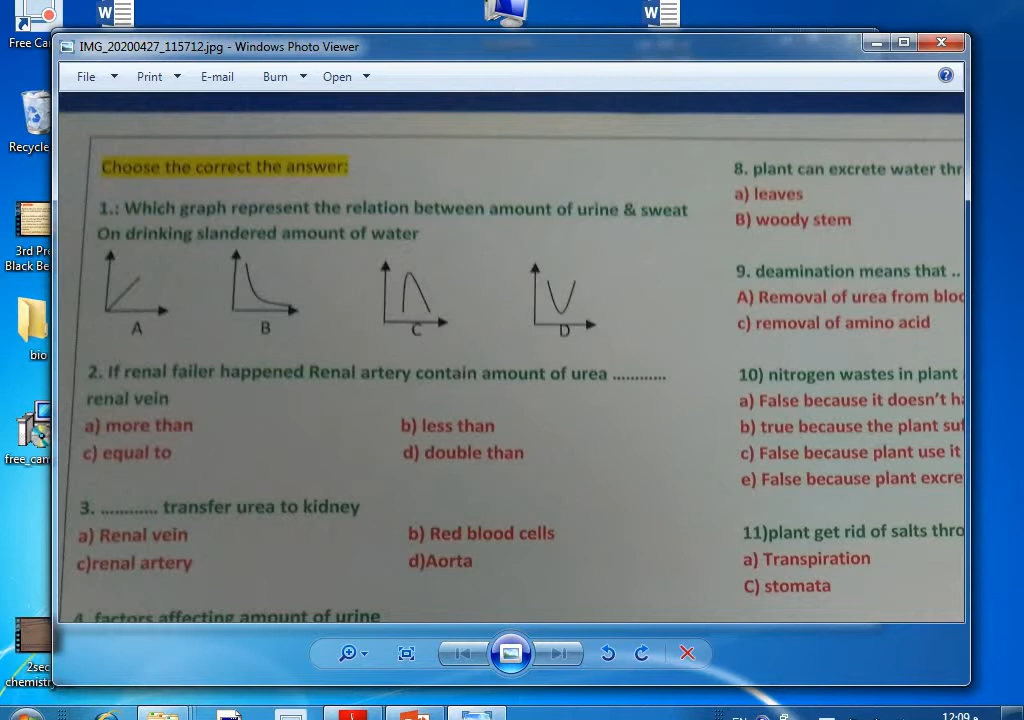 Free Ca
IMG_20200427_115712.jpg - Windows Photo Viewer
File
Print
E-mail
Burn
Open
Recycle
3rd Pr
Black Be
bio
free_can
2sec
chemistr
Choose the correct the answer:
1.: Which graph represent the relation between amount of urine & sweat
On drinking slandered amount of water
A
B
C
D
2. If renal failer happened Renal artery contain amount of urea ............
renal vein
a) more than
b) less than
c) equal to
d) double than
3. ............ transfer urea to kidney
a) Renal vein
b) Red blood cells
c)renal artery
d)Aorta
4. factors affecting amount of urine
8. plant can excrete water thr
a) leaves
B) woody stem
9. deamination means that ..
A) Removal of urea from bloo
c) removal of amino acid
10) nitrogen wastes in plant
a) False because it doesn't ha
b) true because the plant suf
c) False because plant use it
e) False because plant excre
11)plant get rid of salts thro
a) Transpiration
C) stomata
EN
12:09